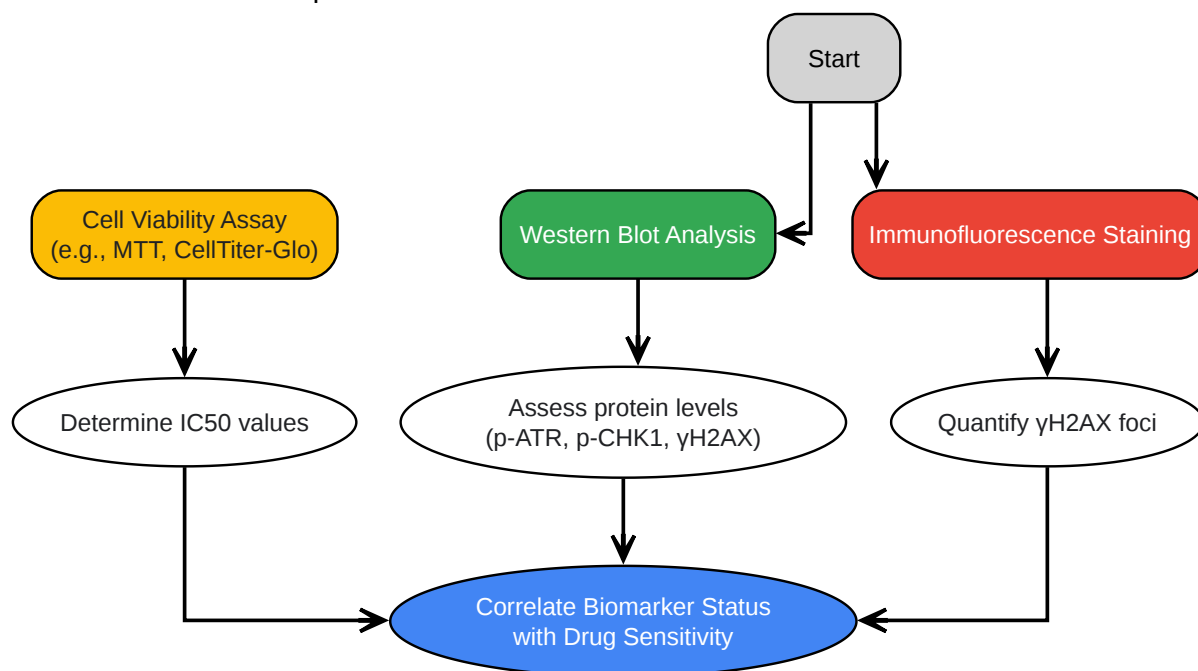 Start
Cell Viability Assay
(e.g., MTT, CellTiter-Glo)
Western Blot Analysis
Immunofluorescence Staining
Determine IC50 values
Assess protein levels
(p-ATR, p-CHK1, γH2AX)
Quantify γH2AX foci
Correlate Biomarker Status
with Drug Sensitivity